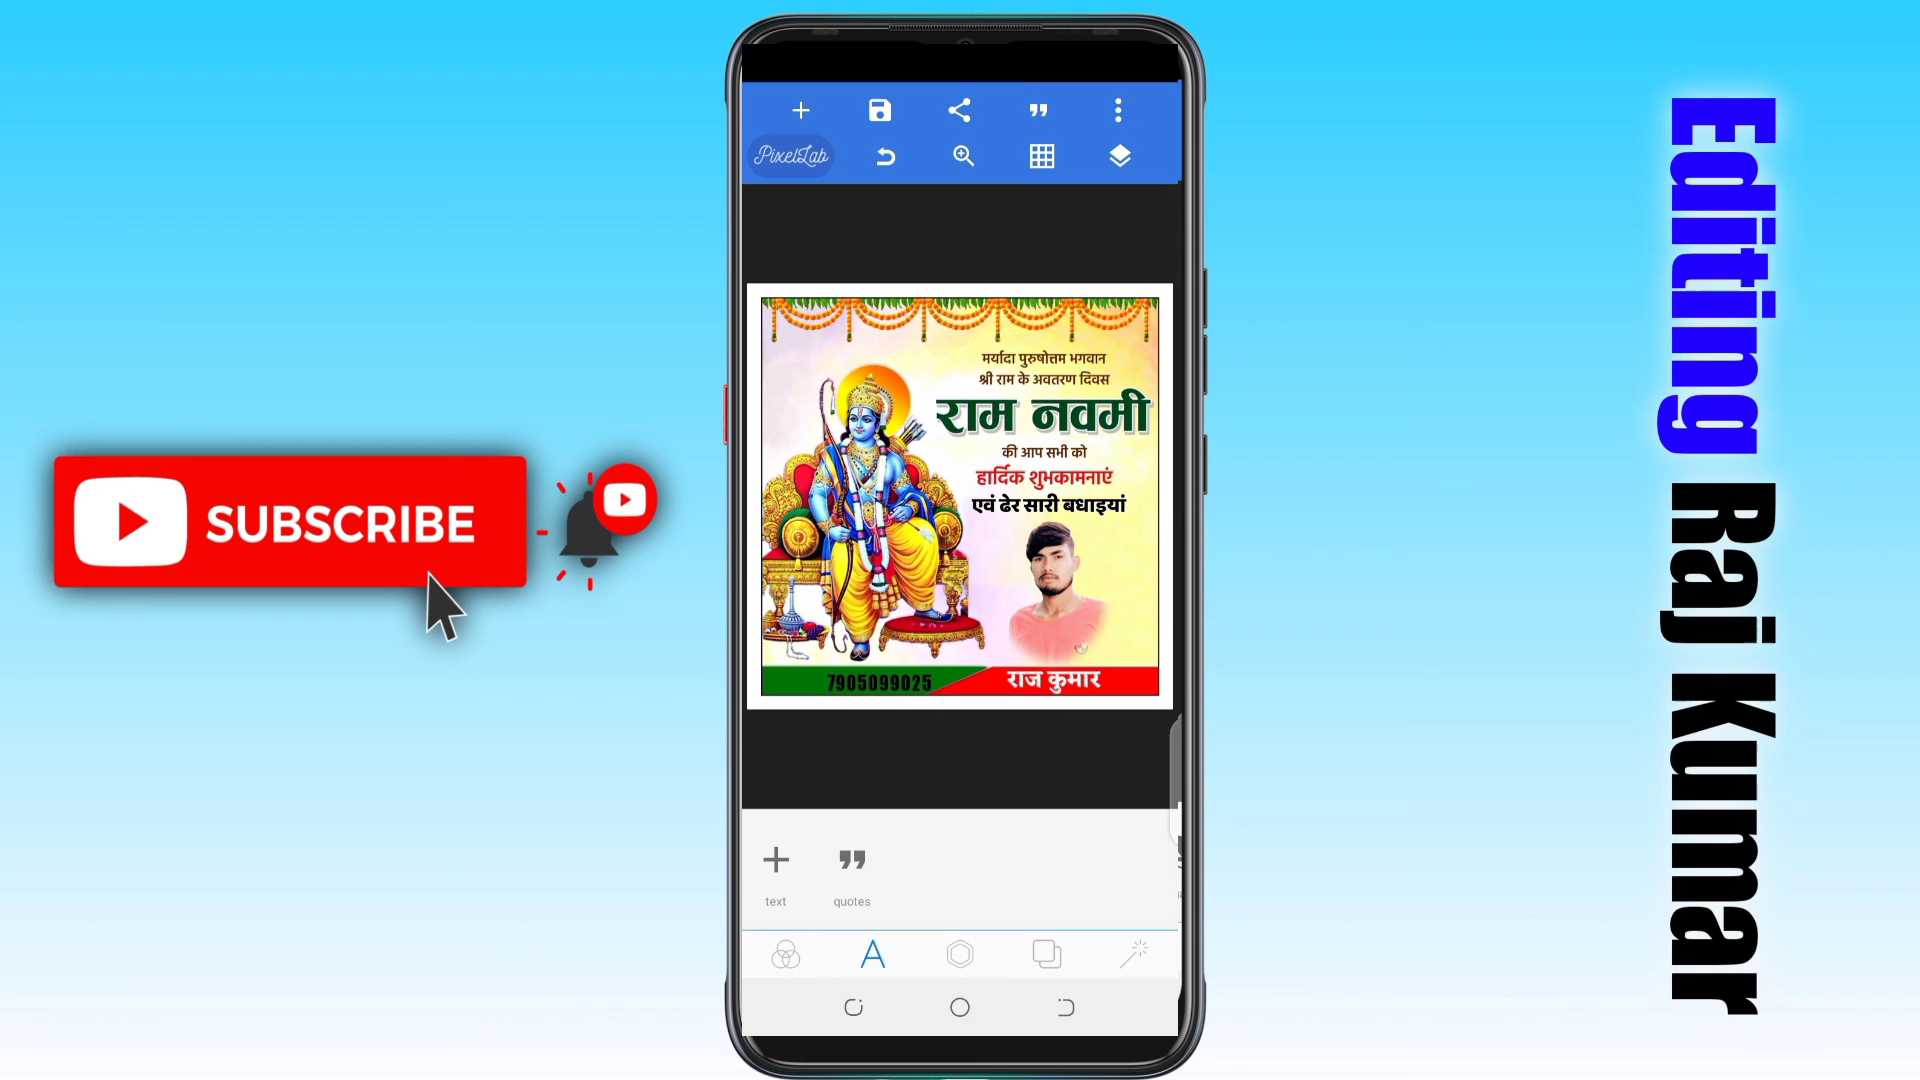 PixelLab
मर्यादा पुरुषोत्तम भगवान
श्री राम के अवतरण दिवस
राम नवमी
की आप सभी को
हार्दिक शुभकामनाएं
एवं ढेर सारी बधाइयां
7905099025
राज कुमार
text
quotes
SUBSCRIBE
Editing Raj Kumar